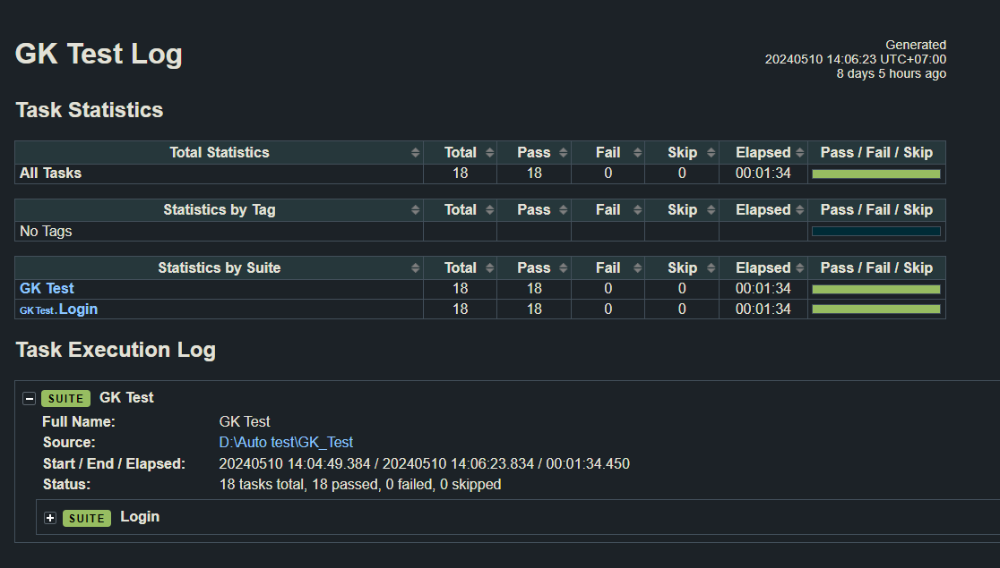 GK Test Log
Generated
20240510 14:06:23 UTC+07:00
8 days 5 hours ago
Task Statistics
Total Statistics Total Pass Fail Skip Elapsed Pass / Fail / Skip
All Tasks 18 18 0 0 00:01:34
Statistics by Tag Total Pass Fail Skip Elapsed Pass / Fail / Skip
No Tags
Statistics by Suite Total Pass Fail Skip Elapsed Pass / Fail / Skip
GK Test 18 18 0 0 00:01:34
GK Test.Login 18 18 0 0 00:01:34
Task Execution Log
SUITE GK Test
Full Name: GK Test
Source: D:\Auto test\GK_Test
Start / End / Elapsed: 20240510 14:04:49.384 / 20240510 14:06:23.834 / 00:01:34.450
Status: 18 tasks total, 18 passed, 0 failed, 0 skipped
SUITE Login